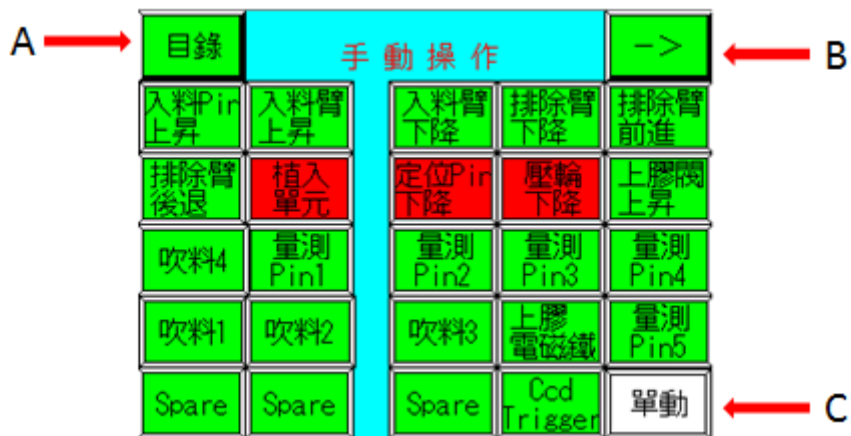 A
目錄
手動操作
->
B
入料Pin
上昇
入料臂
上昇
入料臂
下降
排除臂
下降
排除臂
前進
排除臂
後退
植入
單元
定位Pin
下降
壓輪
下降
上膠閥
上昇
吹料4
量測
Pin1
量測
Pin2
量測
Pin3
量測
Pin4
吹料1
吹料2
吹料3
上膠
電磁鐵
量測
Pin5
Spare
Spare
Spare
Ccd
Trigger
單動
C